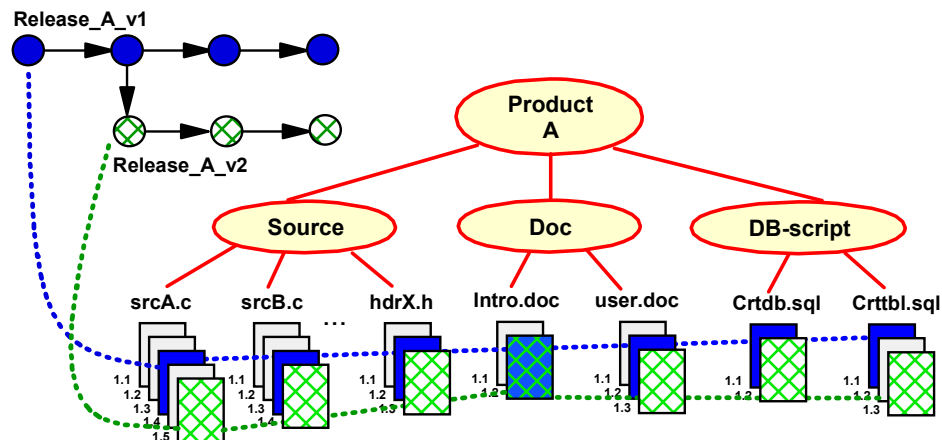 Release_A_v1
Release_A_v2
Product
A
Source
Doc
DB-script
srcA.c
srcB.c
...
hdrX.h
Intro.doc
user.doc
Crtdb.sql
Crttbl.sql
1.1
1.2
1.3
1.4
1.5
1.1
1.2
1.3
1.4
1.1
1.2
1.3
1.1
1.2
1.1
1.2
1.3
1.1
1.2
1.1
1.2
1.3